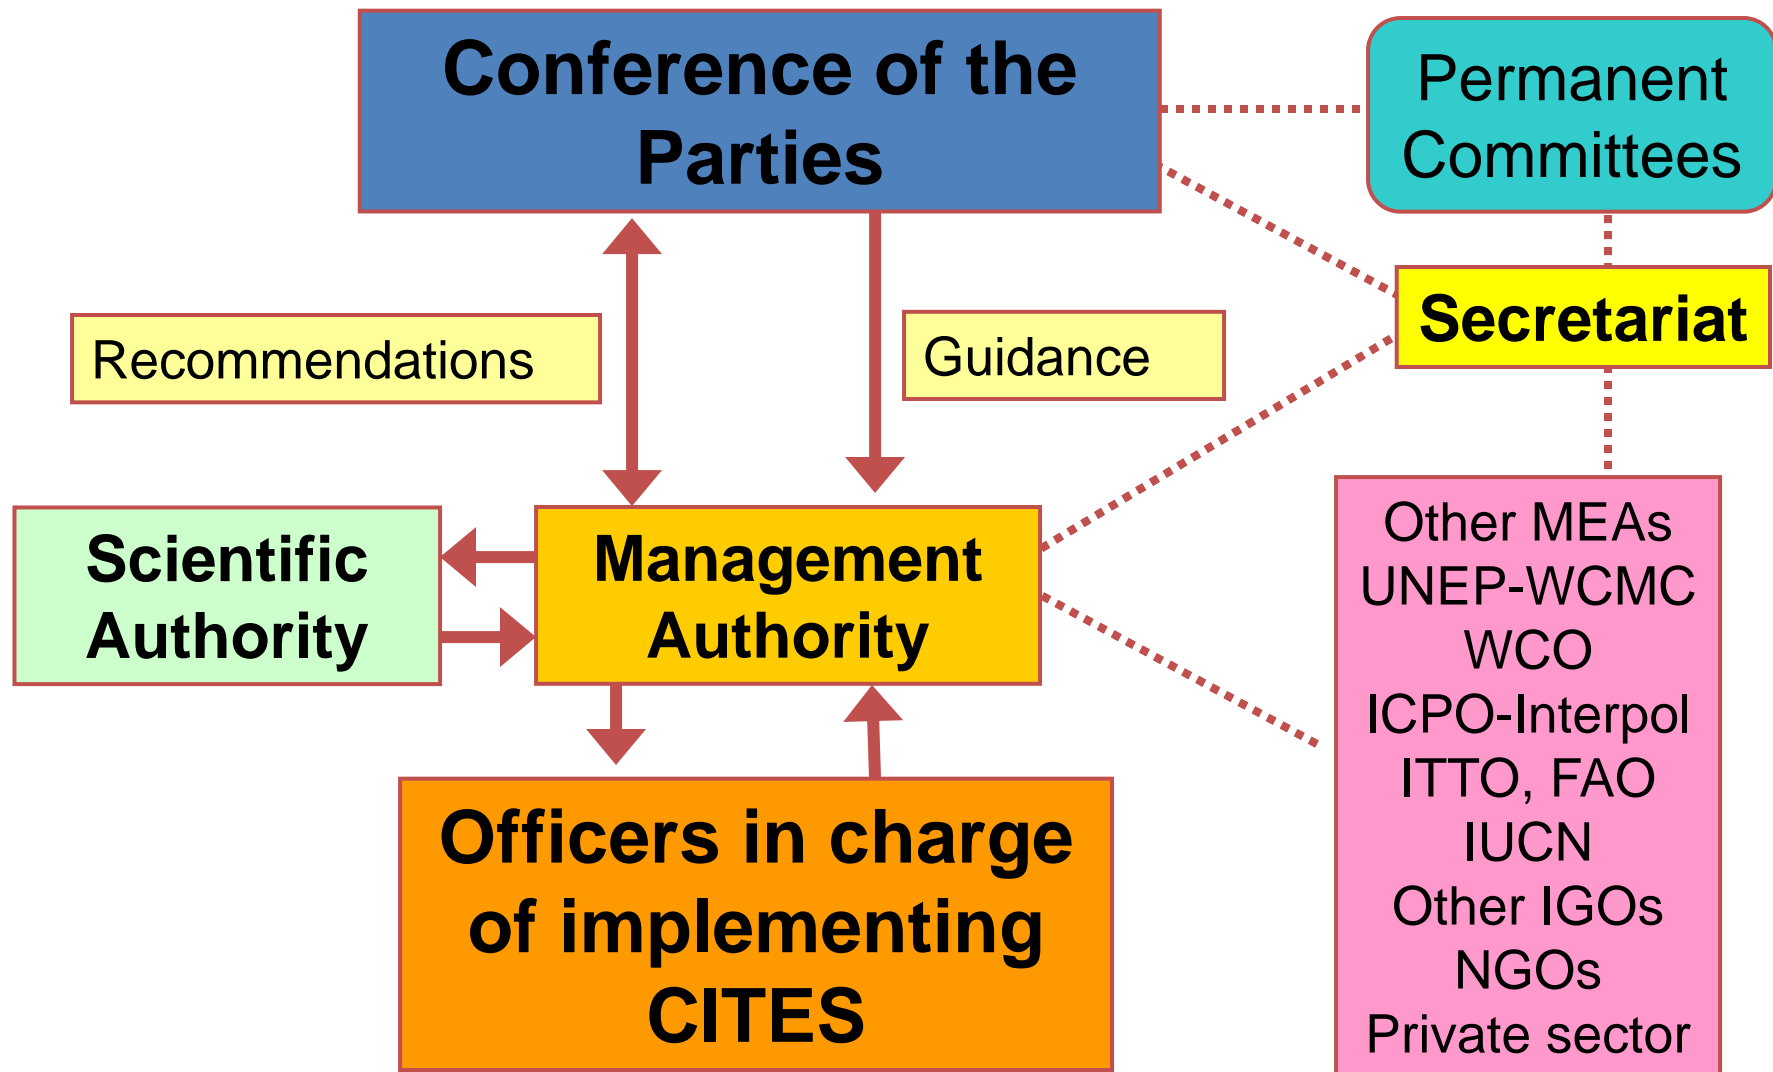 Conference of the
Parties
Permanent
Committees
Secretariat
Recommendations
Guidance
Scientific
Authority
Management
Authority
Officers in charge
of implementing
CITES
Other MEAs
UNEP-WCMC
WCO
ICPO-Interpol
ITTO, FAO
IUCN
Other IGOs
NGOs
Private sector